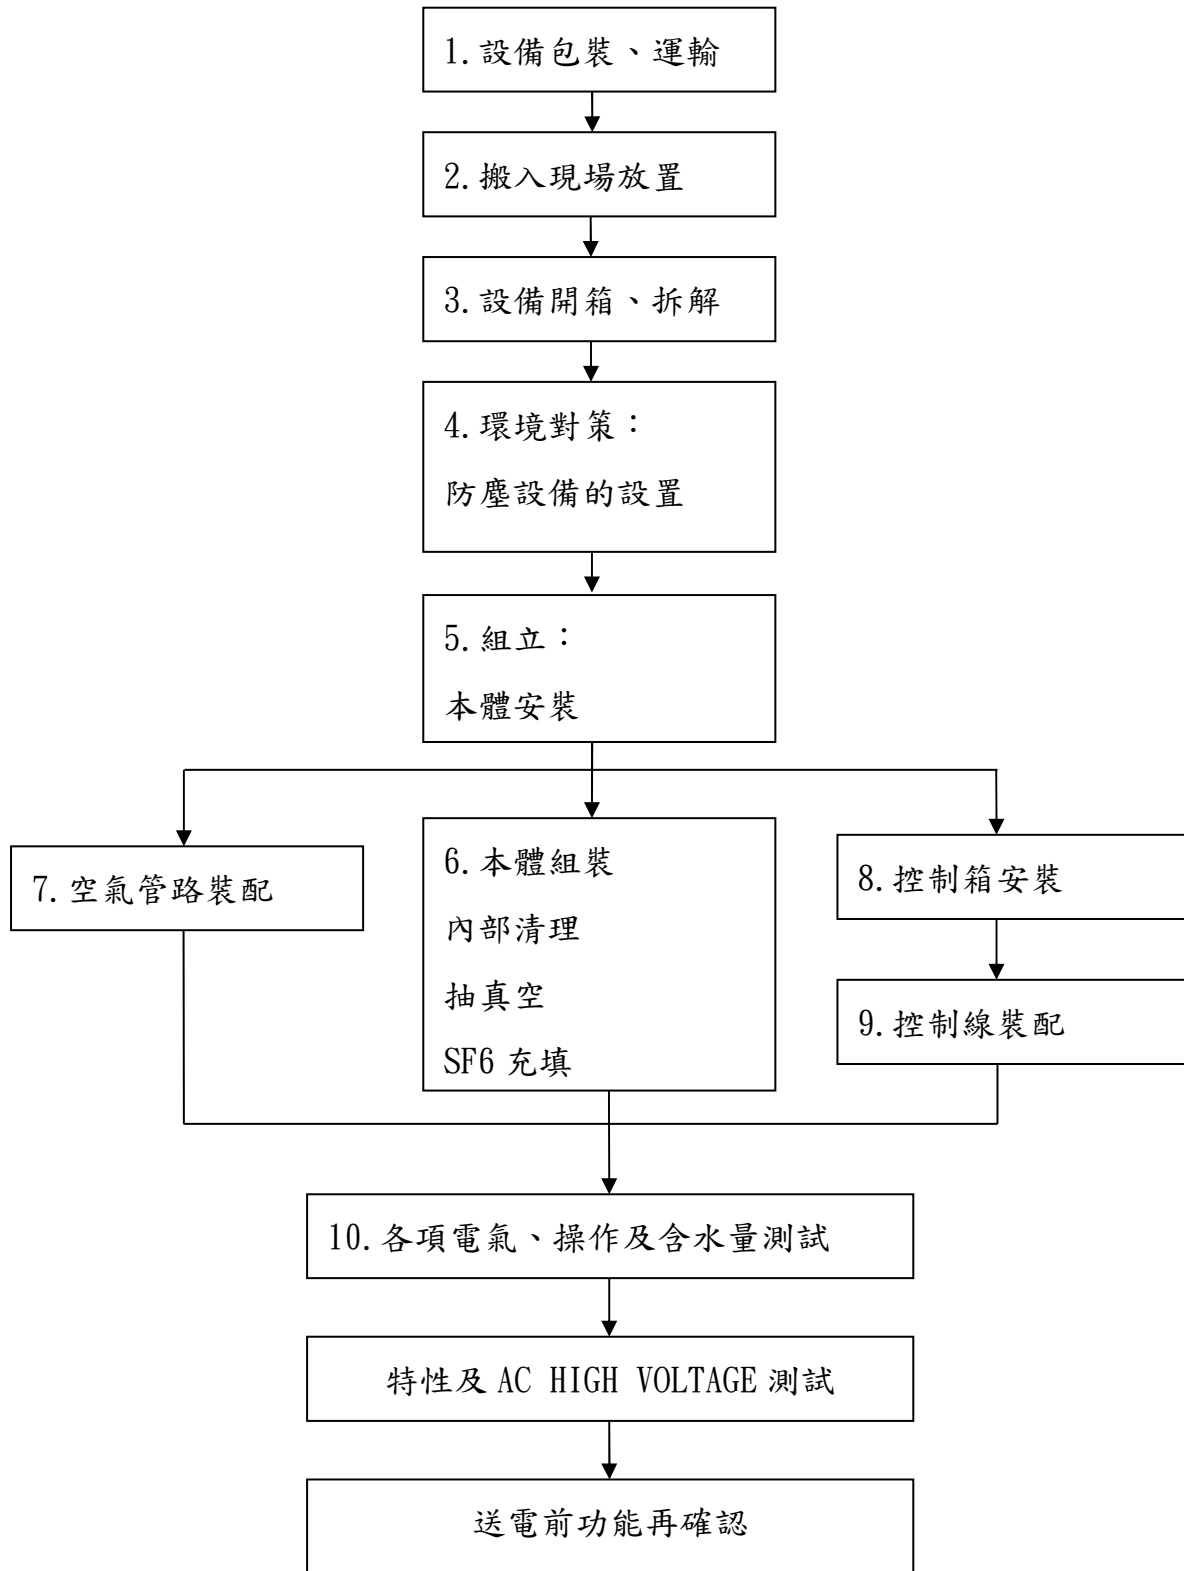 1.設備包裝、運輸
2.搬入現場放置
3.設備開箱、拆解
4.環境對策：
防塵設備的設置
5.組立：
本體安裝
7.空氣管路裝配
6.本體組裝
內部清理
抽真空
SF6 充填
8.控制箱安裝
9.控制線裝配
10.各項電氣、操作及含水量測試
特性及 AC HIGH VOLTAGE 測試
送電前功能再確認